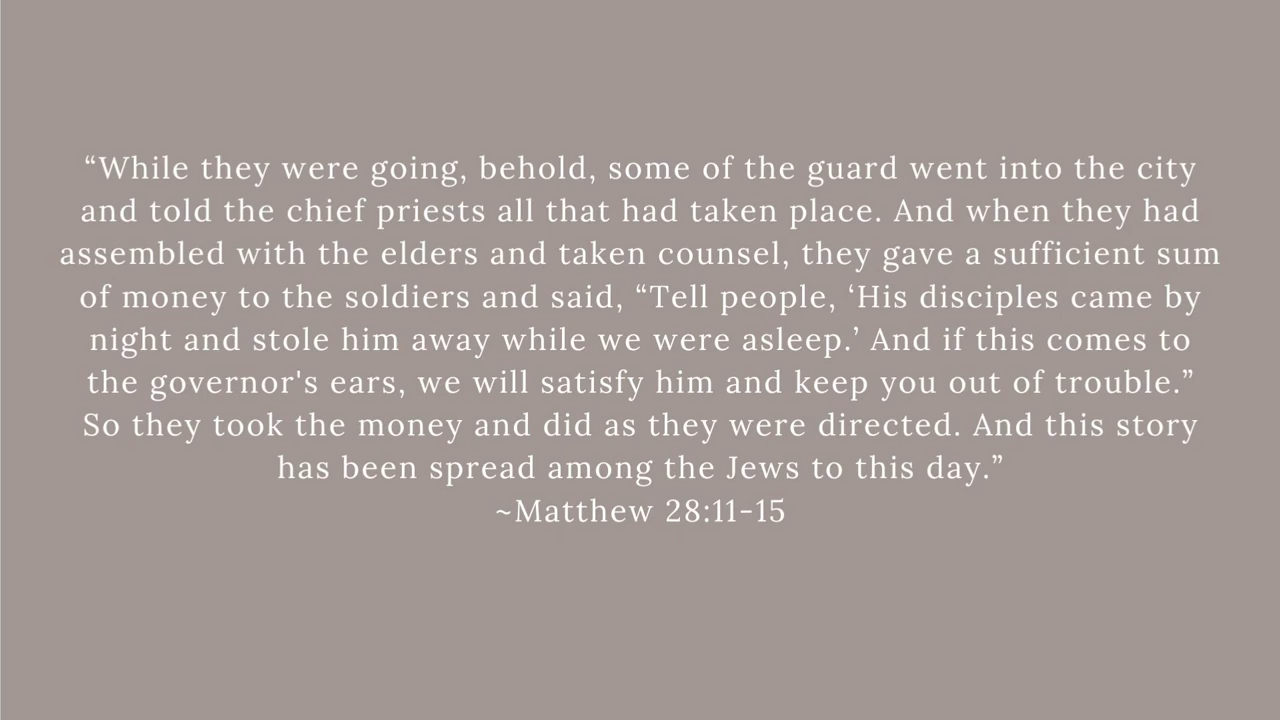 “While they were going, behold, some of the guard went into the city
and told the chief priests all that had taken place. And when they had
assembled with the elders and taken counsel, they gave a sufficient sum
of money to the soldiers and said, “Tell people, ‘His disciples came by
night and stole him away while we were asleep.’ And if this comes to
the governor's ears, we will satisfy him and keep you out of trouble.”
So they took the money and did as they were directed. And this story
has been spread among the Jews to this day.”
~Matthew 28:11-15